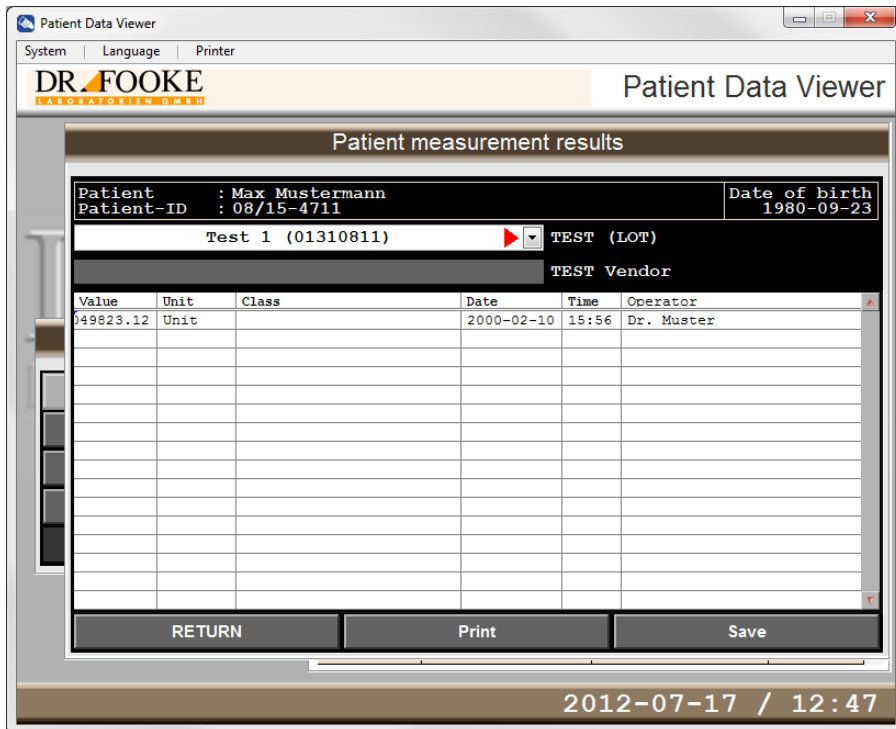 Patient Data Viewer
System | Language | Printer
DR. FOOKE
LABORATORIEN GMBH
Patient Data Viewer
Patient measurement results
Patient : Max Mustermann
Patient-ID : 08/15-4711
Date of birth
1980-09-23
Test 1 (01310811)
TEST (LOT)
TEST Vendor
Value Unit Class Date Time Operator
049823.12 Unit 2000-02-10 15:56 Dr. Muster
RETURN Print Save
2012-07-17 / 12:47